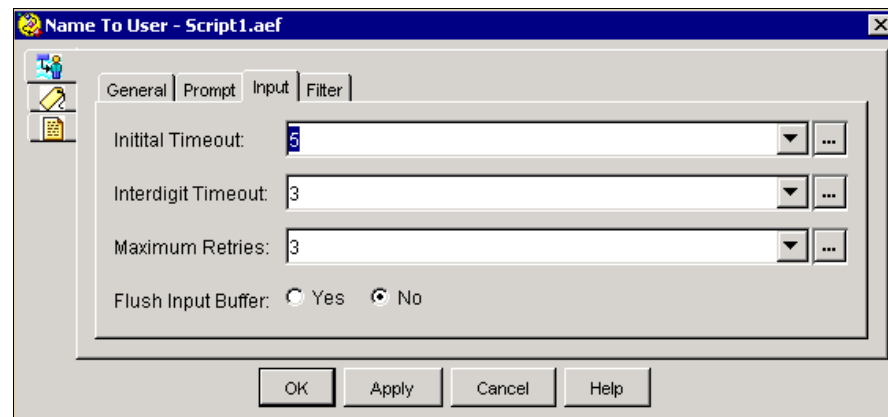 Name To User - Script1.aef
General Prompt Input Filter
Initital Timeout: 5 ...
Interdigit Timeout: 3 ...
Maximum Retries: 3 ...
Flush Input Buffer: Yes No
OK Apply Cancel Help